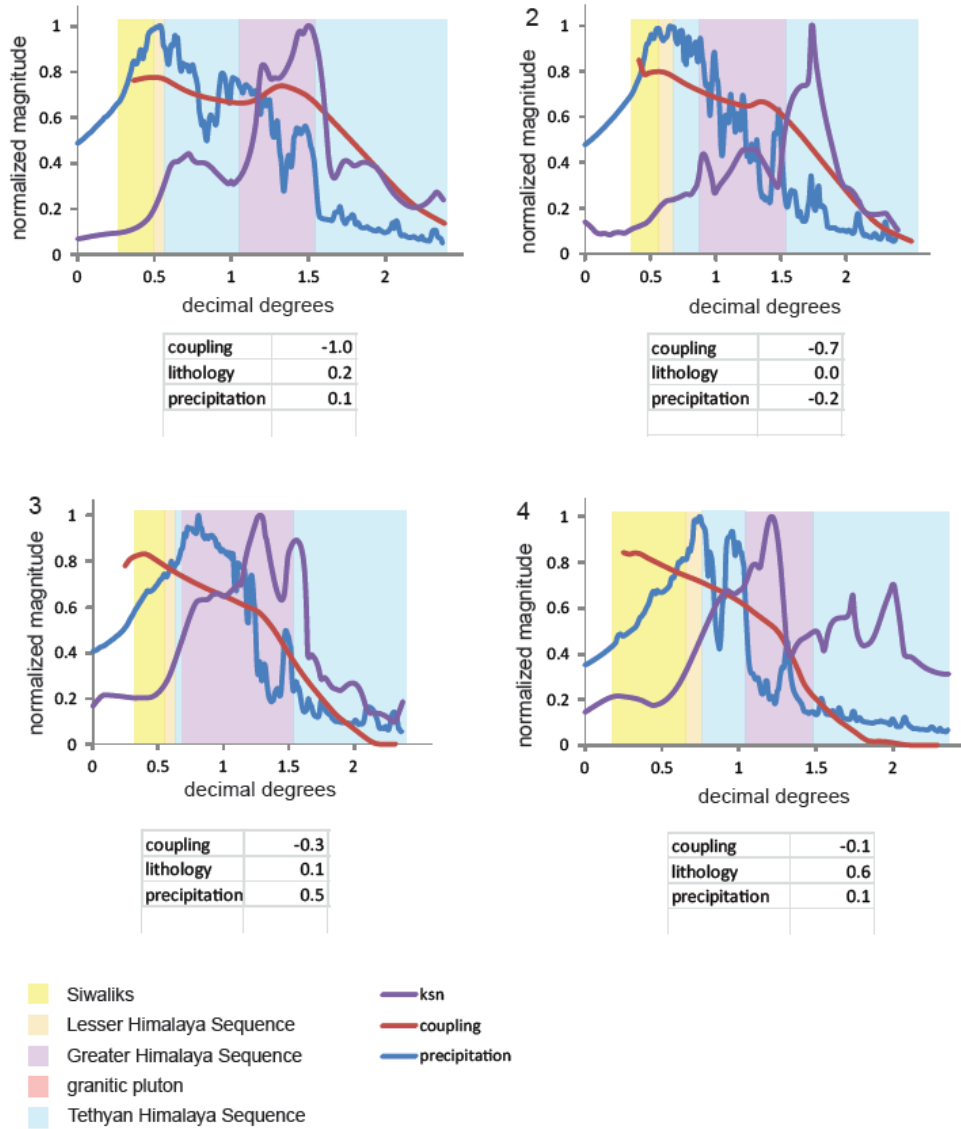 2
1
0.8
0.6
0.4
0.2
0
0 0.5 1 1.5 2
normalized magnitude
decimal degrees
1
0.8
0.6
0.4
0.2
0
0 0.5 1 1.5 2
normalized magnitude
decimal degrees
coupling -1.0
lithology 0.2
precipitation 0.1
coupling -0.7
lithology 0.0
precipitation -0.2
3
1
0.8
0.6
0.4
0.2
0
0 0.5 1 1.5 2
normalized magnitude
decimal degrees
4
1
0.8
0.6
0.4
0.2
0
0 0.5 1 1.5 2
normalized magnitude
decimal degrees
coupling -0.3
lithology 0.1
precipitation 0.5
coupling -0.1
lithology 0.6
precipitation 0.1
Siwaliks
Lesser Himalaya Sequence
Greater Himalaya Sequence
granitic pluton
Tethyan Himalaya Sequence
ksn
coupling
precipitation